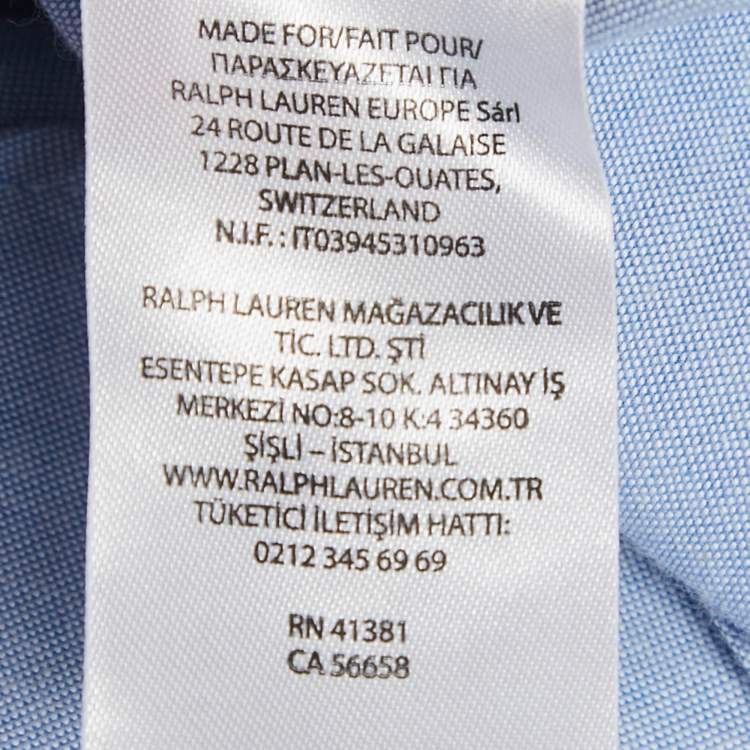 MADE FOR/FAIT POUR/
ΠΑΡΑΣΚΕΥΑΖΕΤΑΙ ΓΙΑ
RALPH LAUREN EUROPE Sárl
24 ROUTE DE LA GALAISE
1228 PLAN-LES-OUATES,
SWITZERLAND
N.I.F. : IT03945310963
RALPH LAUREN MAĞAZACILIK VE
TİC. LTD. ŞTİ
ESENTEPE KASAP SOK. ALTINAY İŞ
MERKEZİ NO:8-10 K:4 34360
ŞİŞLİ – İSTANBUL
WWW.RALPHLAUREN.COM.TR
TÜKETİCİ İLETİŞİM HATTI:
0212 345 69 69
RN 41381
CA 56658